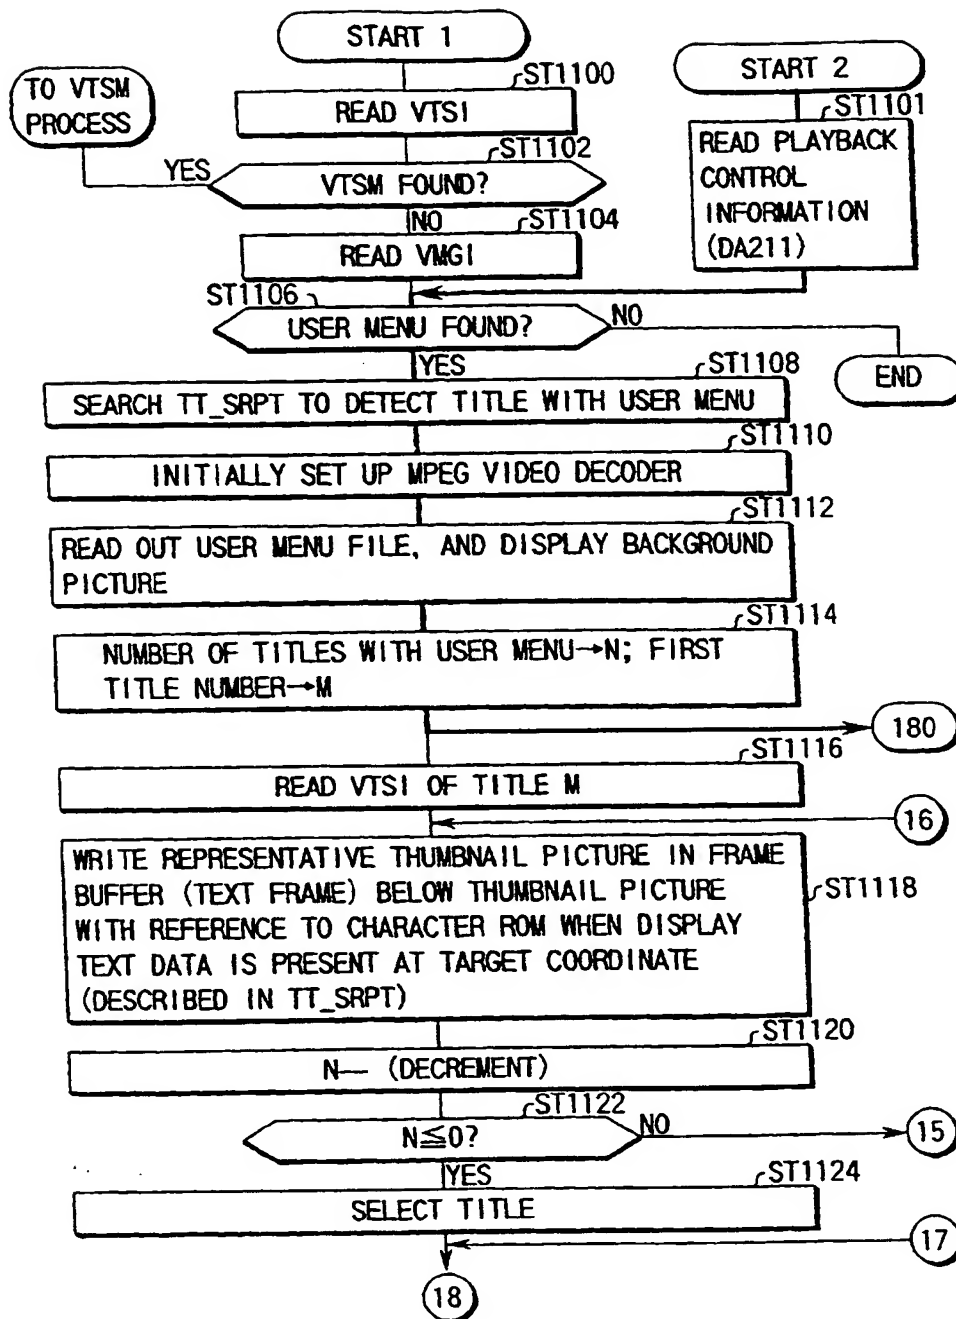 START 1
ST1100
TO VTSM
PROCESS
READ VTSI
START 2
ST1101
READ PLAYBACK
CONTROL
INFORMATION
(DA211)
ST1102
YES
VTSM FOUND?
NO
ST1104
READ VMGI
ST1106
USER MENU FOUND?
NO
END
YES
ST1108
SEARCH TT_SRPT TO DETECT TITLE WITH USER MENU
ST1110
INITIALLY SET UP MPEG VIDEO DECODER
ST1112
READ OUT USER MENU FILE, AND DISPLAY BACKGROUND
PICTURE
ST1114
NUMBER OF TITLES WITH USER MENU→N; FIRST
TITLE NUMBER→M
180
ST1116
READ VTSI OF TITLE M
16
WRITE REPRESENTATIVE THUMBNAIL PICTURE IN FRAME
BUFFER (TEXT FRAME) BELOW THUMBNAIL PICTURE
WITH REFERENCE TO CHARACTER ROM WHEN DISPLAY
TEXT DATA IS PRESENT AT TARGET COORDINATE
(DESCRIBED IN TT_SRPT)
ST1118
ST1120
N— (DECREMENT)
ST1122
N≦0?
NO
15
YES
ST1124
SELECT TITLE
17
18